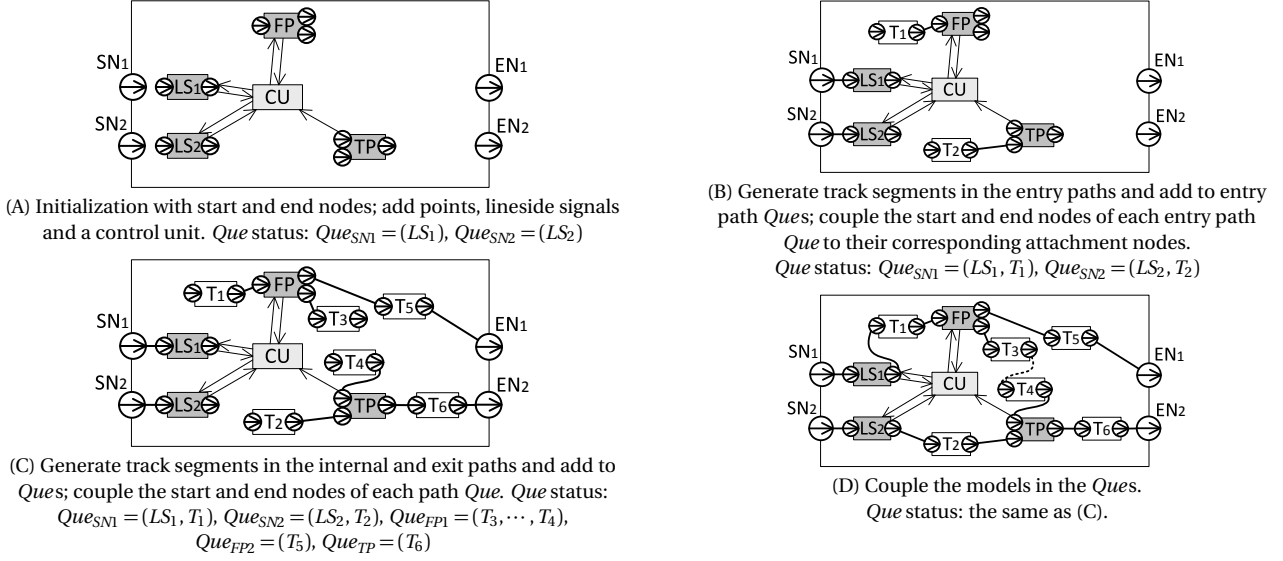 FP
SN1
EN1
LS1
CU
SN2
EN2
LS2
TP
(A) Initialization with start and end nodes; add points, lineside signals
and a control unit. Que status: Que_SN1 = (LS1), Que_SN2 = (LS2)
T1
FP
SN1
EN1
LS1
CU
SN2
EN2
LS2
TP
T2
(B) Generate track segments in the entry paths and add to entry
path Ques; couple the start and end nodes of each entry path
Que to their corresponding attachment nodes.
Que status: Que_SN1 = (LS1, T1), Que_SN2 = (LS2, T2)
T1
FP
T5
T3
SN1
EN1
LS1
CU
T4
SN2
EN2
LS2
TP
T6
T2
(C) Generate track segments in the internal and exit paths and add to
Ques; couple the start and end nodes of each path Que. Que status:
Que_SN1 = (LS1, T1), Que_SN2 = (LS2, T2), Que_FP1 = (T3, ⋯, T4),
Que_FP2 = (T5), Que_TP = (T6)
T1
FP
T5
T3
SN1
EN1
LS1
CU
T4
SN2
EN2
LS2
TP
T6
T2
(D) Couple the models in the Ques.
Que status: the same as (C).